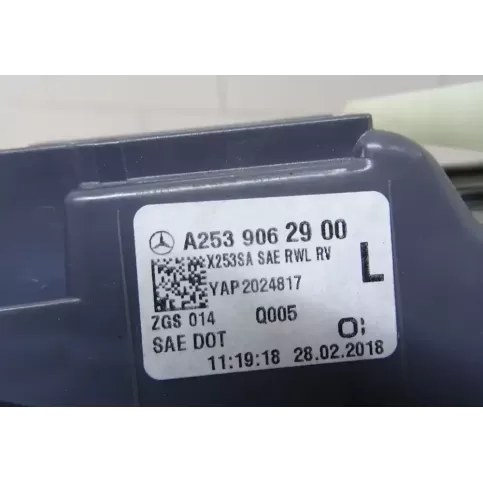 A253 906 29 00
X253SA SAE RWL RV
L
YAP2024817
ZGS 014 Q005
SAE DOT
11:19:18 28.02.2018